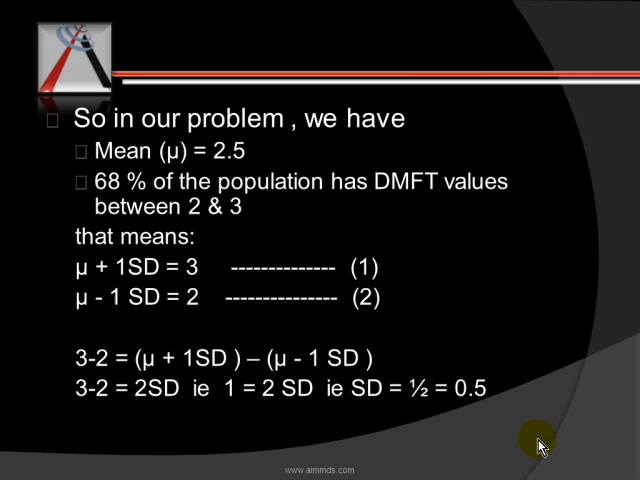 So in our problem , we have
Mean (µ) = 2.5
68 % of the population has DMFT values
between 2 & 3
that means:
µ + 1SD = 3 -------------- (1)
µ - 1 SD = 2 --------------- (2)
3-2 = (µ + 1SD ) – (µ - 1 SD )
3-2 = 2SD ie 1 = 2 SD ie SD = ½ = 0.5
www.aimmds.com